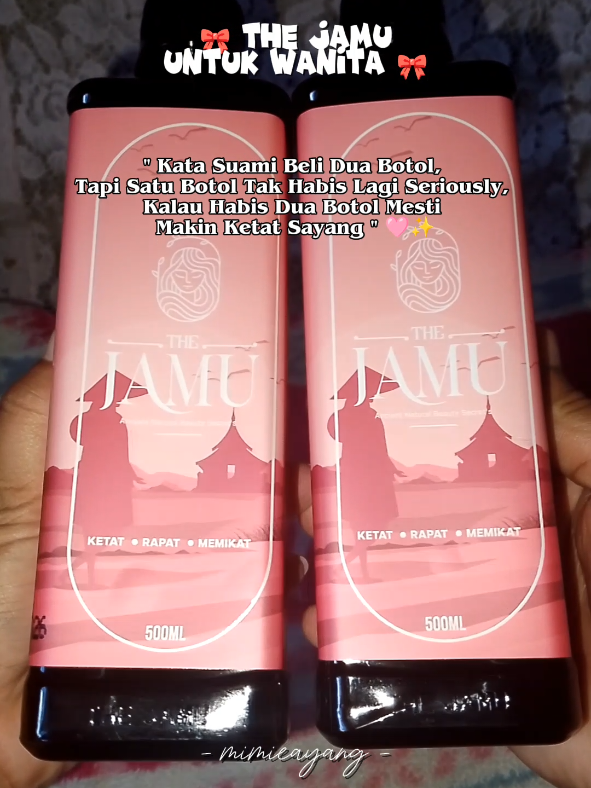 🎀 THE JAMU
UNTUK WANITA 🎀
" Kata Suami Beli Dua Botol,
Tapi Satu Botol Tak Habis Lagi Seriously,
Kalau Habis Dua Botol Mesti
Makin Ketat Sayang " 🩷✨
THE
JAMU
KETAT • RAPAT • MEMIKAT
500ML
26
THE
JAMU
KETAT • RAPAT • MEMIKAT
500ML
- mimieayang -